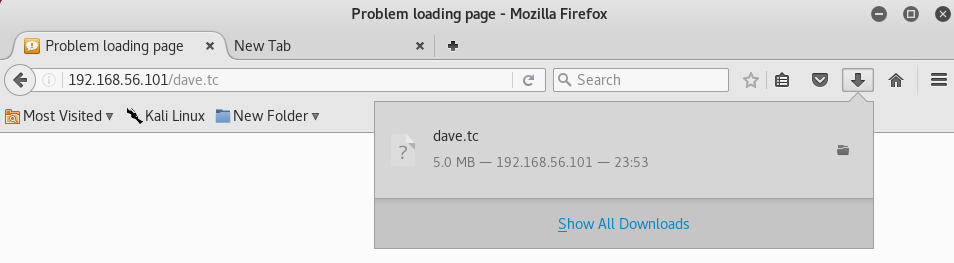 Problem loading page - Mozilla Firefox
Problem loading page New Tab
192.168.56.101/dave.tc Search
Most Visited Kali Linux New Folder
dave.tc
5.0 MB — 192.168.56.101 — 23:53
Show All Downloads